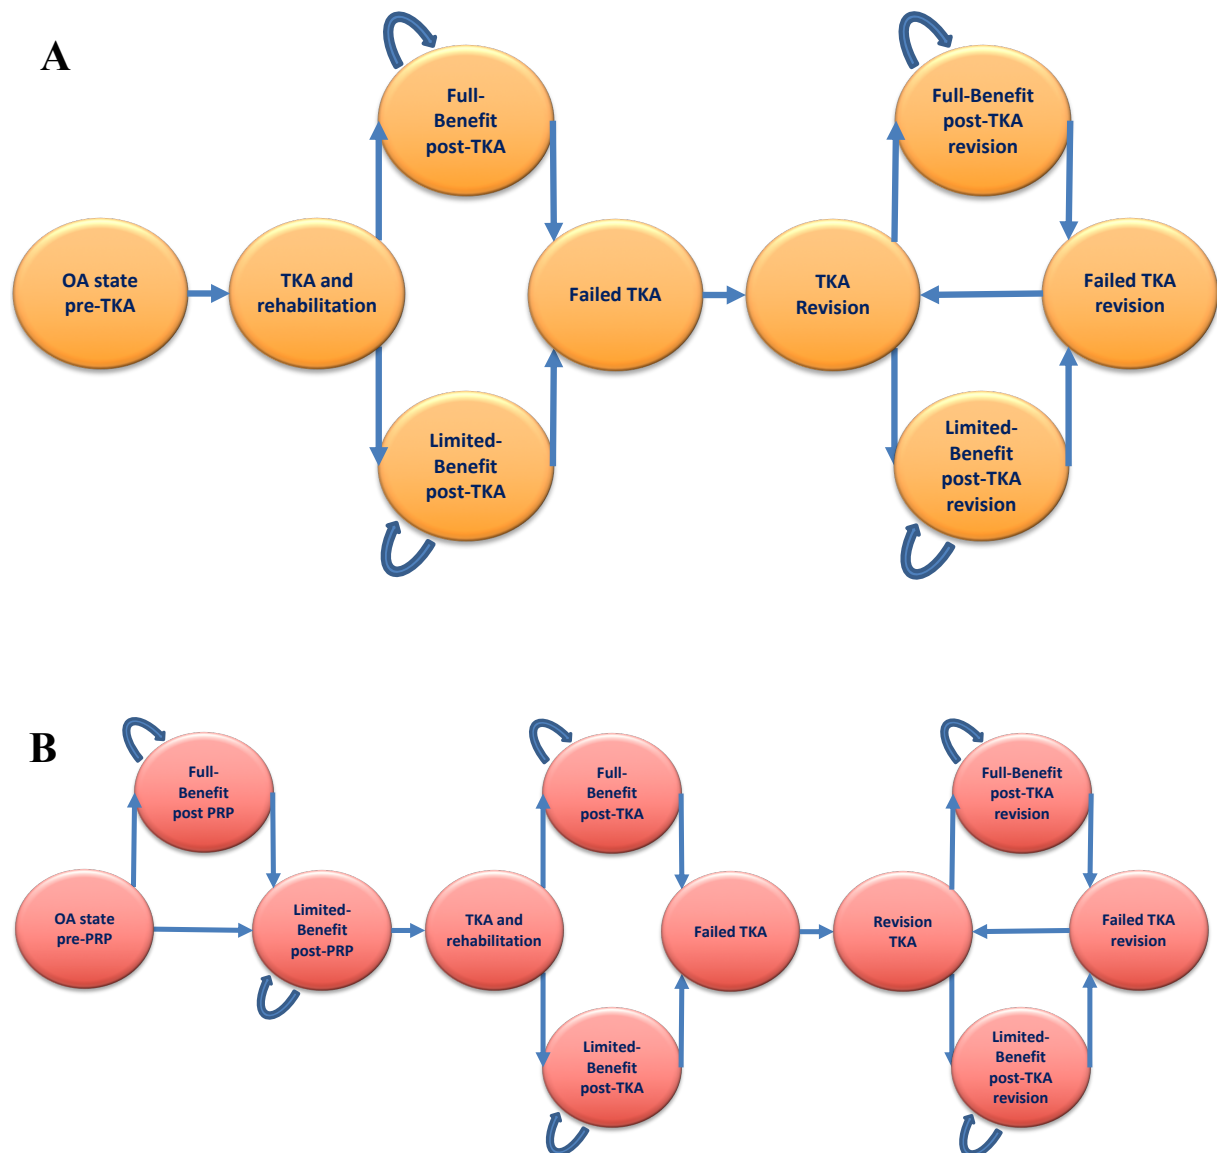 A
Full-
Benefit
post-TKA
Full-Benefit
post-TKA
revision
OA state
pre-TKA
TKA and
rehabilitation
Failed TKA
TKA
Revision
Failed TKA
revision
Limited-
Benefit
post-TKA
Limited-
Benefit
post-TKA
revision
B
Full-
Benefit
post PRP
Full-
Benefit
post-TKA
Full-Benefit
post-TKA
revision
OA state
pre-PRP
Limited-
Benefit
post-PRP
TKA and
rehabilitation
Failed TKA
Revision
TKA
Failed TKA
revision
Limited-
Benefit
post-TKA
Limited-
Benefit
post-TKA
revision